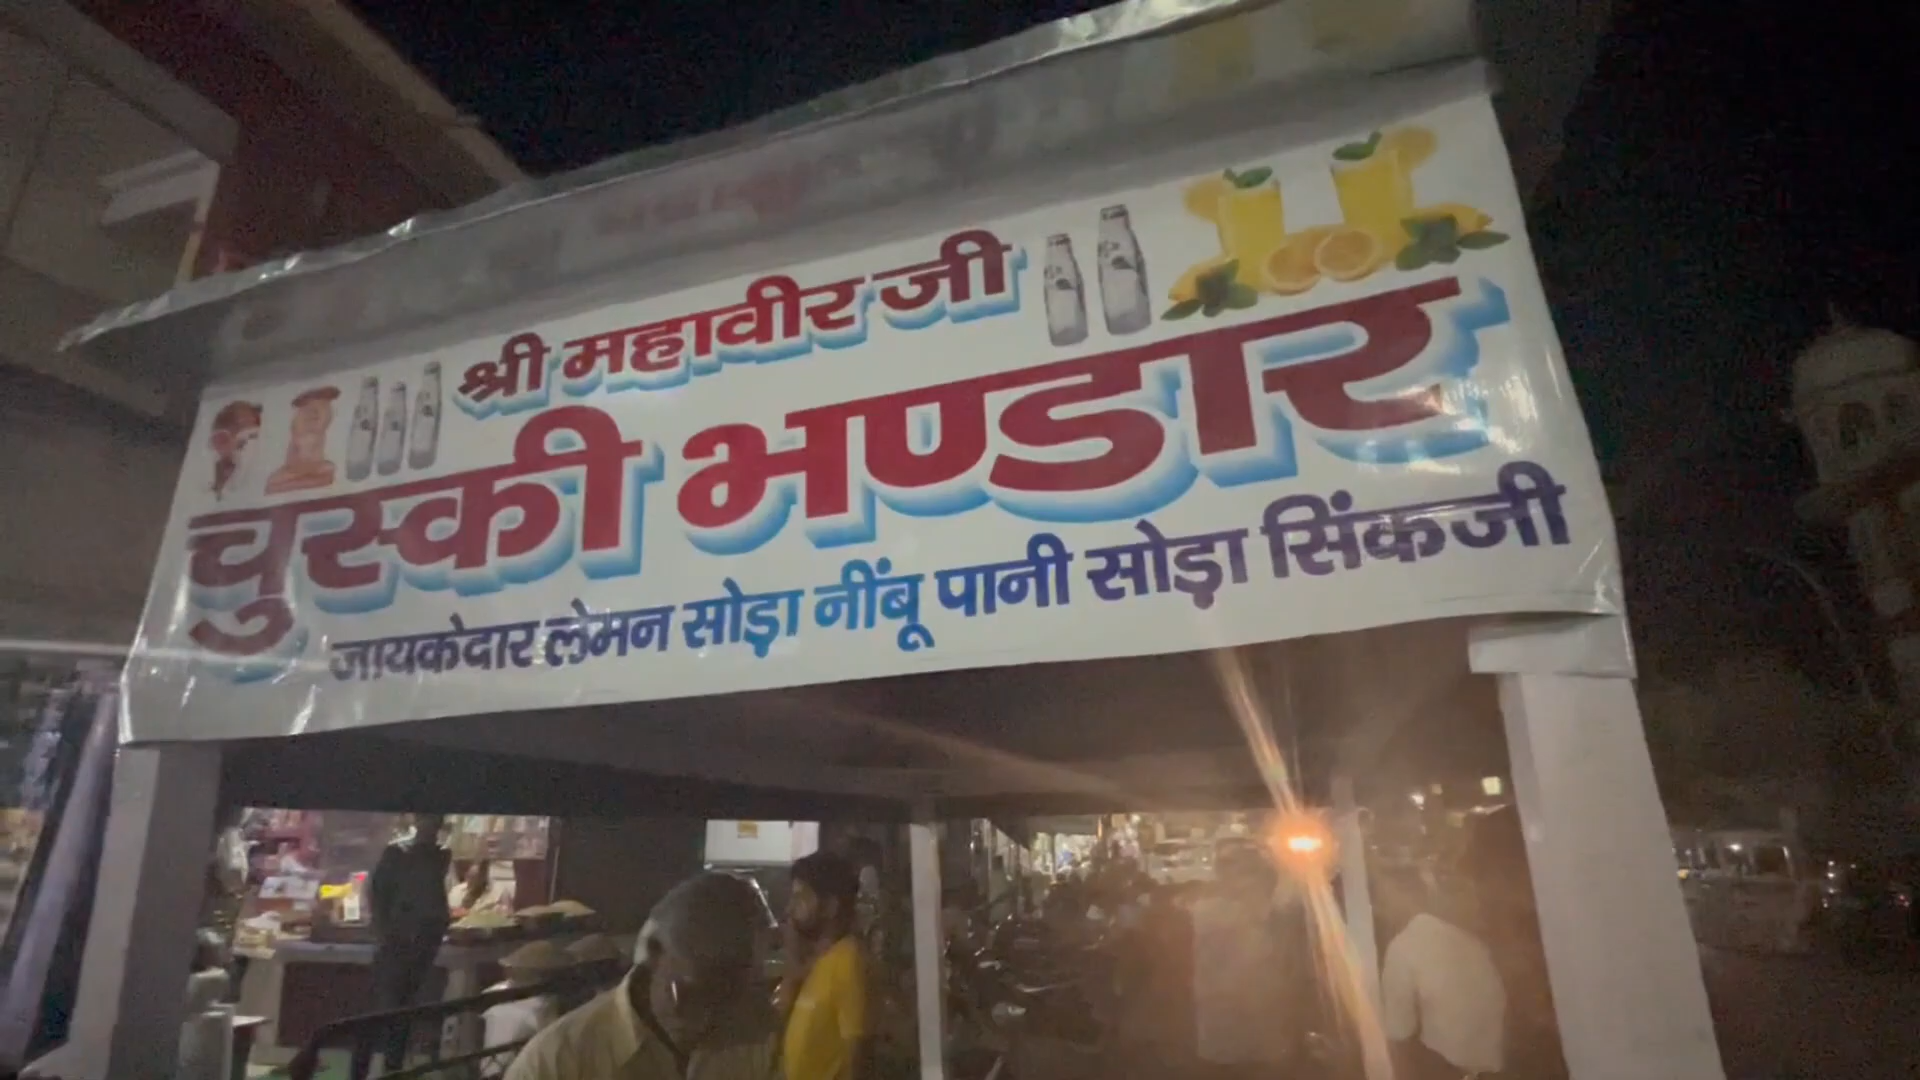 श्री महावीर जी
चुस्की भण्डार
जायकेदार लेमन सोड़ा नींबू पानी सोड़ा सिंकजी